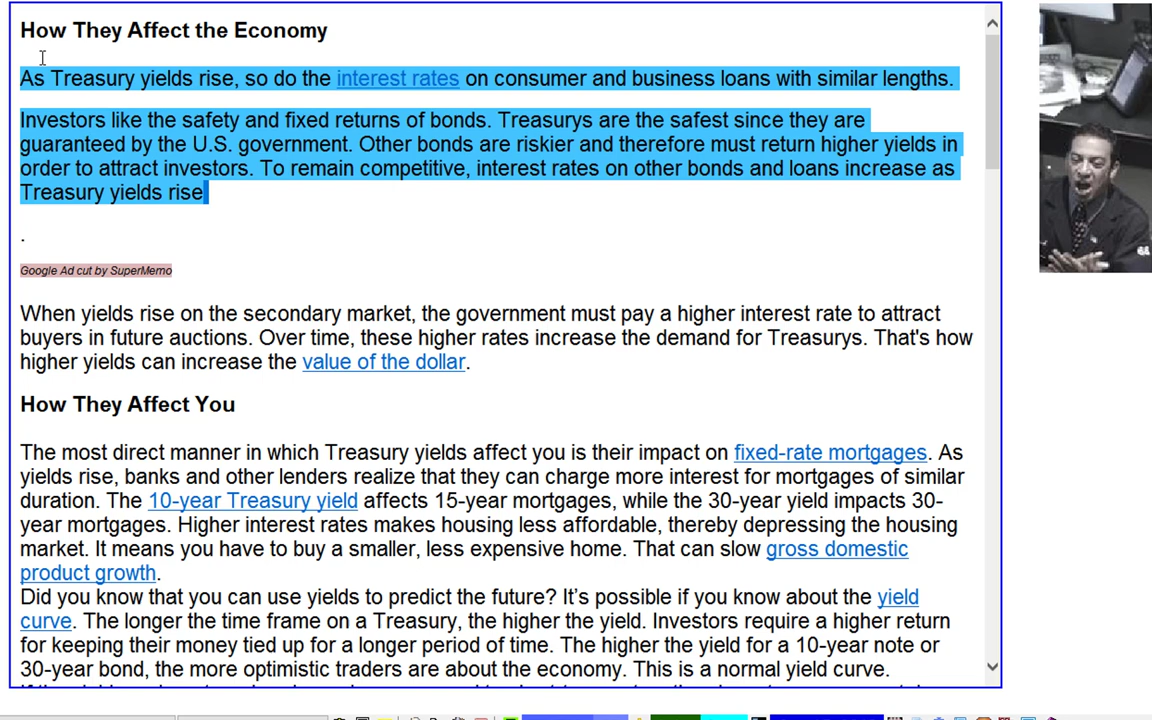 How They Affect the Economy
As Treasury yields rise, so do the interest rates on consumer and business loans with similar lengths.
Investors like the safety and fixed returns of bonds. Treasurys are the safest since they are
guaranteed by the U.S. government. Other bonds are riskier and therefore must return higher yields in
order to attract investors. To remain competitive, interest rates on other bonds and loans increase as
Treasury yields rise
.
Google Ad cut by SuperMemo
When yields rise on the secondary market, the government must pay a higher interest rate to attract
buyers in future auctions. Over time, these higher rates increase the demand for Treasurys. That's how
higher yields can increase the value of the dollar.
How They Affect You
The most direct manner in which Treasury yields affect you is their impact on fixed-rate mortgages. As
yields rise, banks and other lenders realize that they can charge more interest for mortgages of similar
duration. The 10-year Treasury yield affects 15-year mortgages, while the 30-year yield impacts 30-
year mortgages. Higher interest rates makes housing less affordable, thereby depressing the housing
market. It means you have to buy a smaller, less expensive home. That can slow gross domestic
product growth.
Did you know that you can use yields to predict the future? It’s possible if you know about the yield
curve. The longer the time frame on a Treasury, the higher the yield. Investors require a higher return
for keeping their money tied up for a longer period of time. The higher the yield for a 10-year note or
30-year bond, the more optimistic traders are about the economy. This is a normal yield curve.